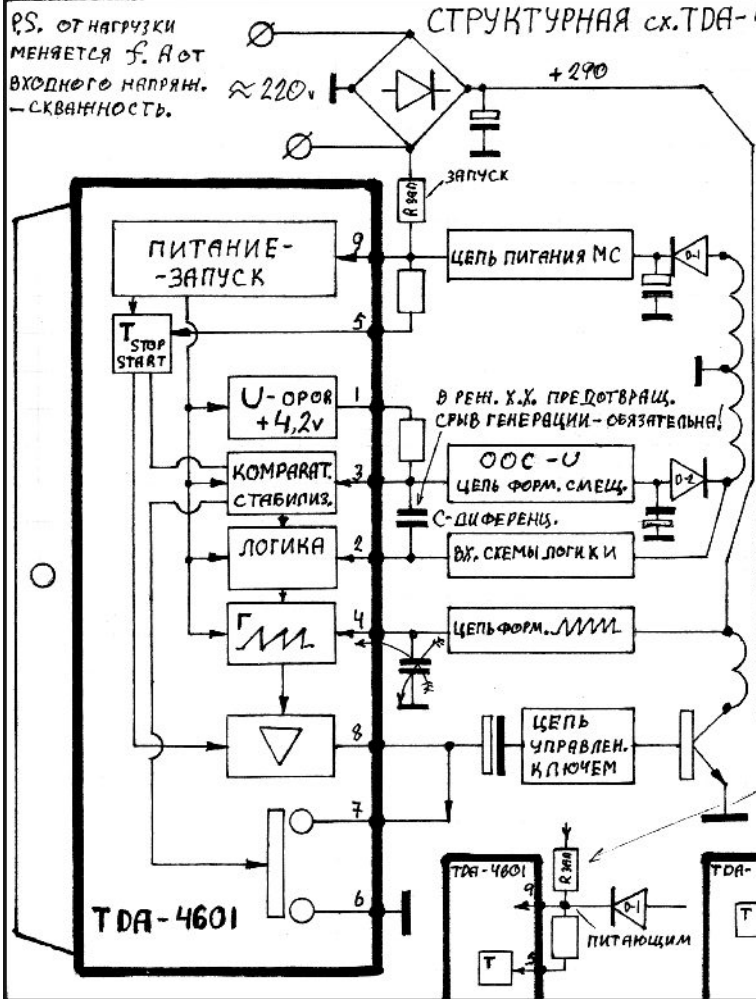 P.S. ОТ НАГРУЗКИ
МЕНЯЕТСЯ f. А ОТ
ВХОДНОГО НАПРЯЖ.
– СКВАЖНОСТЬ.
СТРУКТУРНАЯ сх. TDA-4
≈ 220v
+290
R ЗАП
ЗАПУСК
ПИТАНИЕ-
-ЗАПУСК
9
ЦЕПЬ ПИТАНИЯ МС
D-1
T STOP
START
5
U-ОПОР
+4,2v
1
В РЕЖ. Х.Х. ПРЕДОТВРАЩ.
СРЫВ ГЕНЕРАЦИИ – ОБЯЗАТЕЛЬНА!
КОМПАРАТ.
СТАБИЛИЗ.
3
ООС -U
ЦЕПЬ ФОРМ. СМЕЩ.
D-2
С-ДИФЕРЕНЦ.
ЛОГИКА
2
ВХ. СХЕМЫ ЛОГИКИ
Г
4
ЦЕПЬ ФОРМ.
8
ЦЕПЬ
УПРАВЛЕН.
КЛЮЧЕМ
7
6
TDA-4601
TDA-4601
9
R ЗАП
D-1
ПИТАЮЩИМ
T
5
TDA-
T